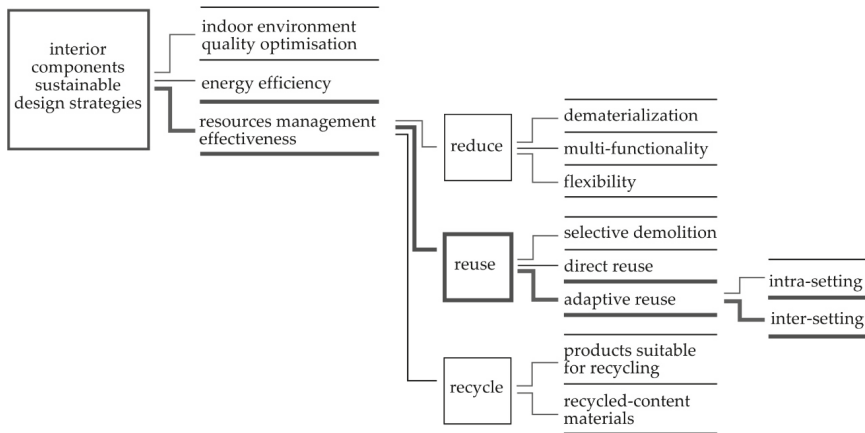 interior
components
sustainable
design strategies
indoor environment
quality optimisation
energy efficiency
resources management
effectiveness
reduce
dematerialization
multi-functionality
flexibility
reuse
selective demolition
direct reuse
adaptive reuse
intra-setting
inter-setting
recycle
products suitable
for recycling
recycled-content
materials